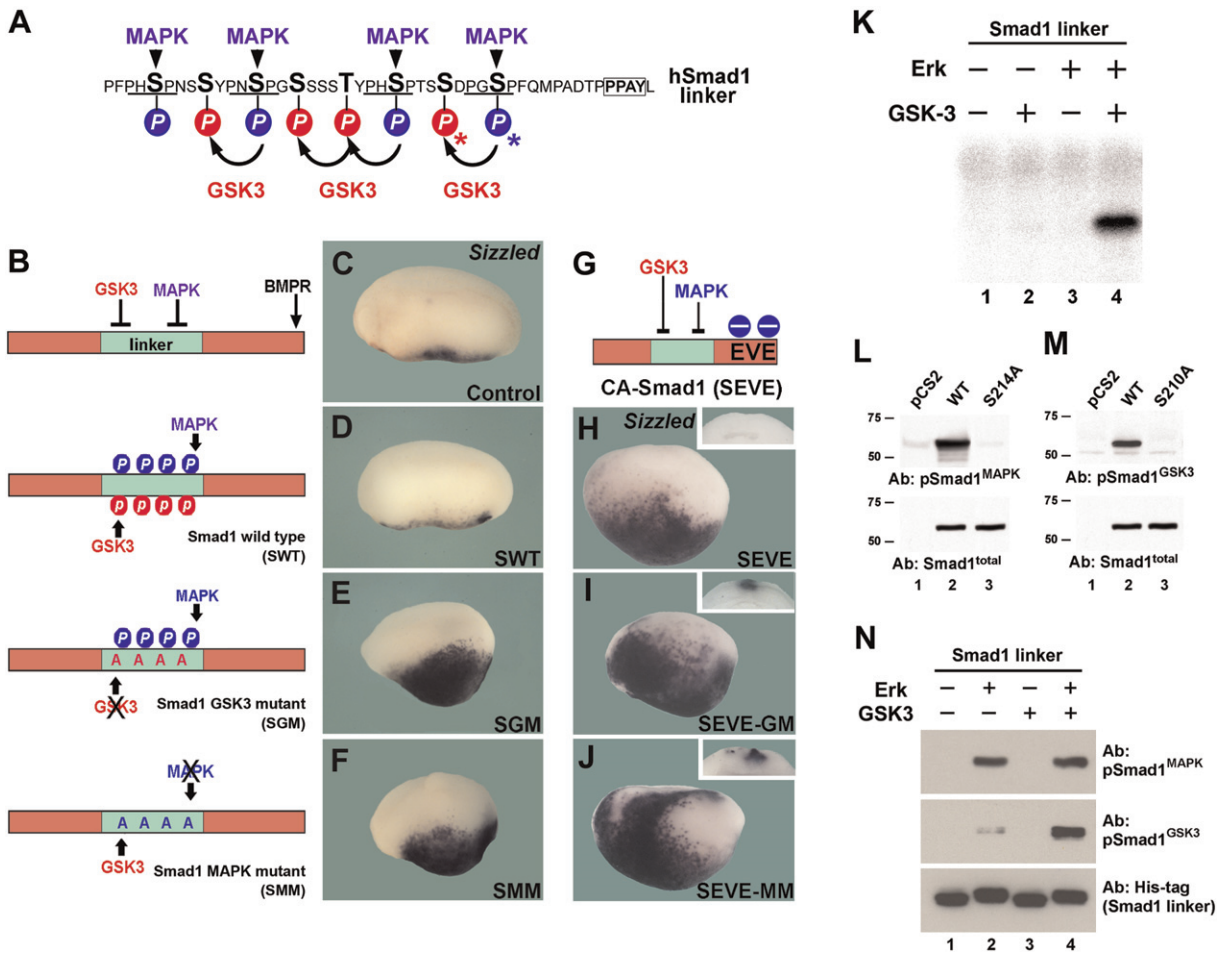 A
MAPK MAPK MAPK MAPK
PFPHSPNSSYPNSPGSSSSTYPHSPTSSDPGSPFQMPADTPPPAYL
hSmad1
linker
P P P P P P P P
* *
GSK3 GSK3 GSK3
B
GSK3 MAPK BMPR
linker
MAPK
P P P P
P P P P
GSK3
Smad1 wild type
(SWT)
MAPK
P P P P
A A A A
GSK3
Smad1 GSK3 mutant
(SGM)
MAPK
A A A A
GSK3
Smad1 MAPK mutant
(SMM)
C
Sizzled
Control
D
SWT
E
SGM
F
SMM
G
GSK3
MAPK
− −
EVE
CA-Smad1 (SEVE)
H
Sizzled
SEVE
I
SEVE-GM
J
SEVE-MM
K
Smad1 linker
Erk − − + +
GSK-3 − + − +
1 2 3 4
L
pCS2 WT S214A
75
50
Ab: pSmad1MAPK
75
50
Ab: Smad1total
1 2 3
M
pCS2 WT S210A
75
50
Ab: pSmad1GSK3
75
50
Ab: Smad1total
1 2 3
N
Smad1 linker
Erk − + − +
GSK3 − − + +
Ab:
pSmad1MAPK
Ab:
pSmad1GSK3
Ab: His-tag
(Smad1 linker)
1 2 3 4